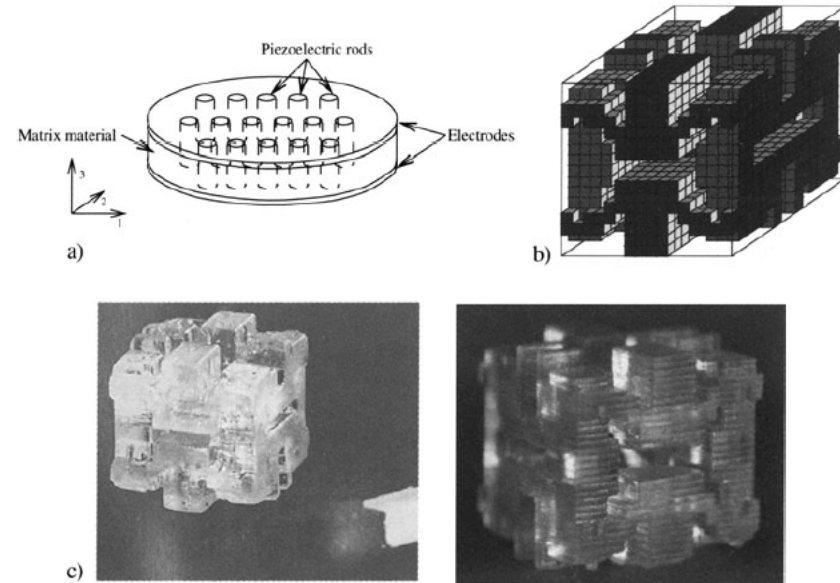 Piezoelectric rods
Matrix material
Electrodes
3
2
1
a)
b)
c)